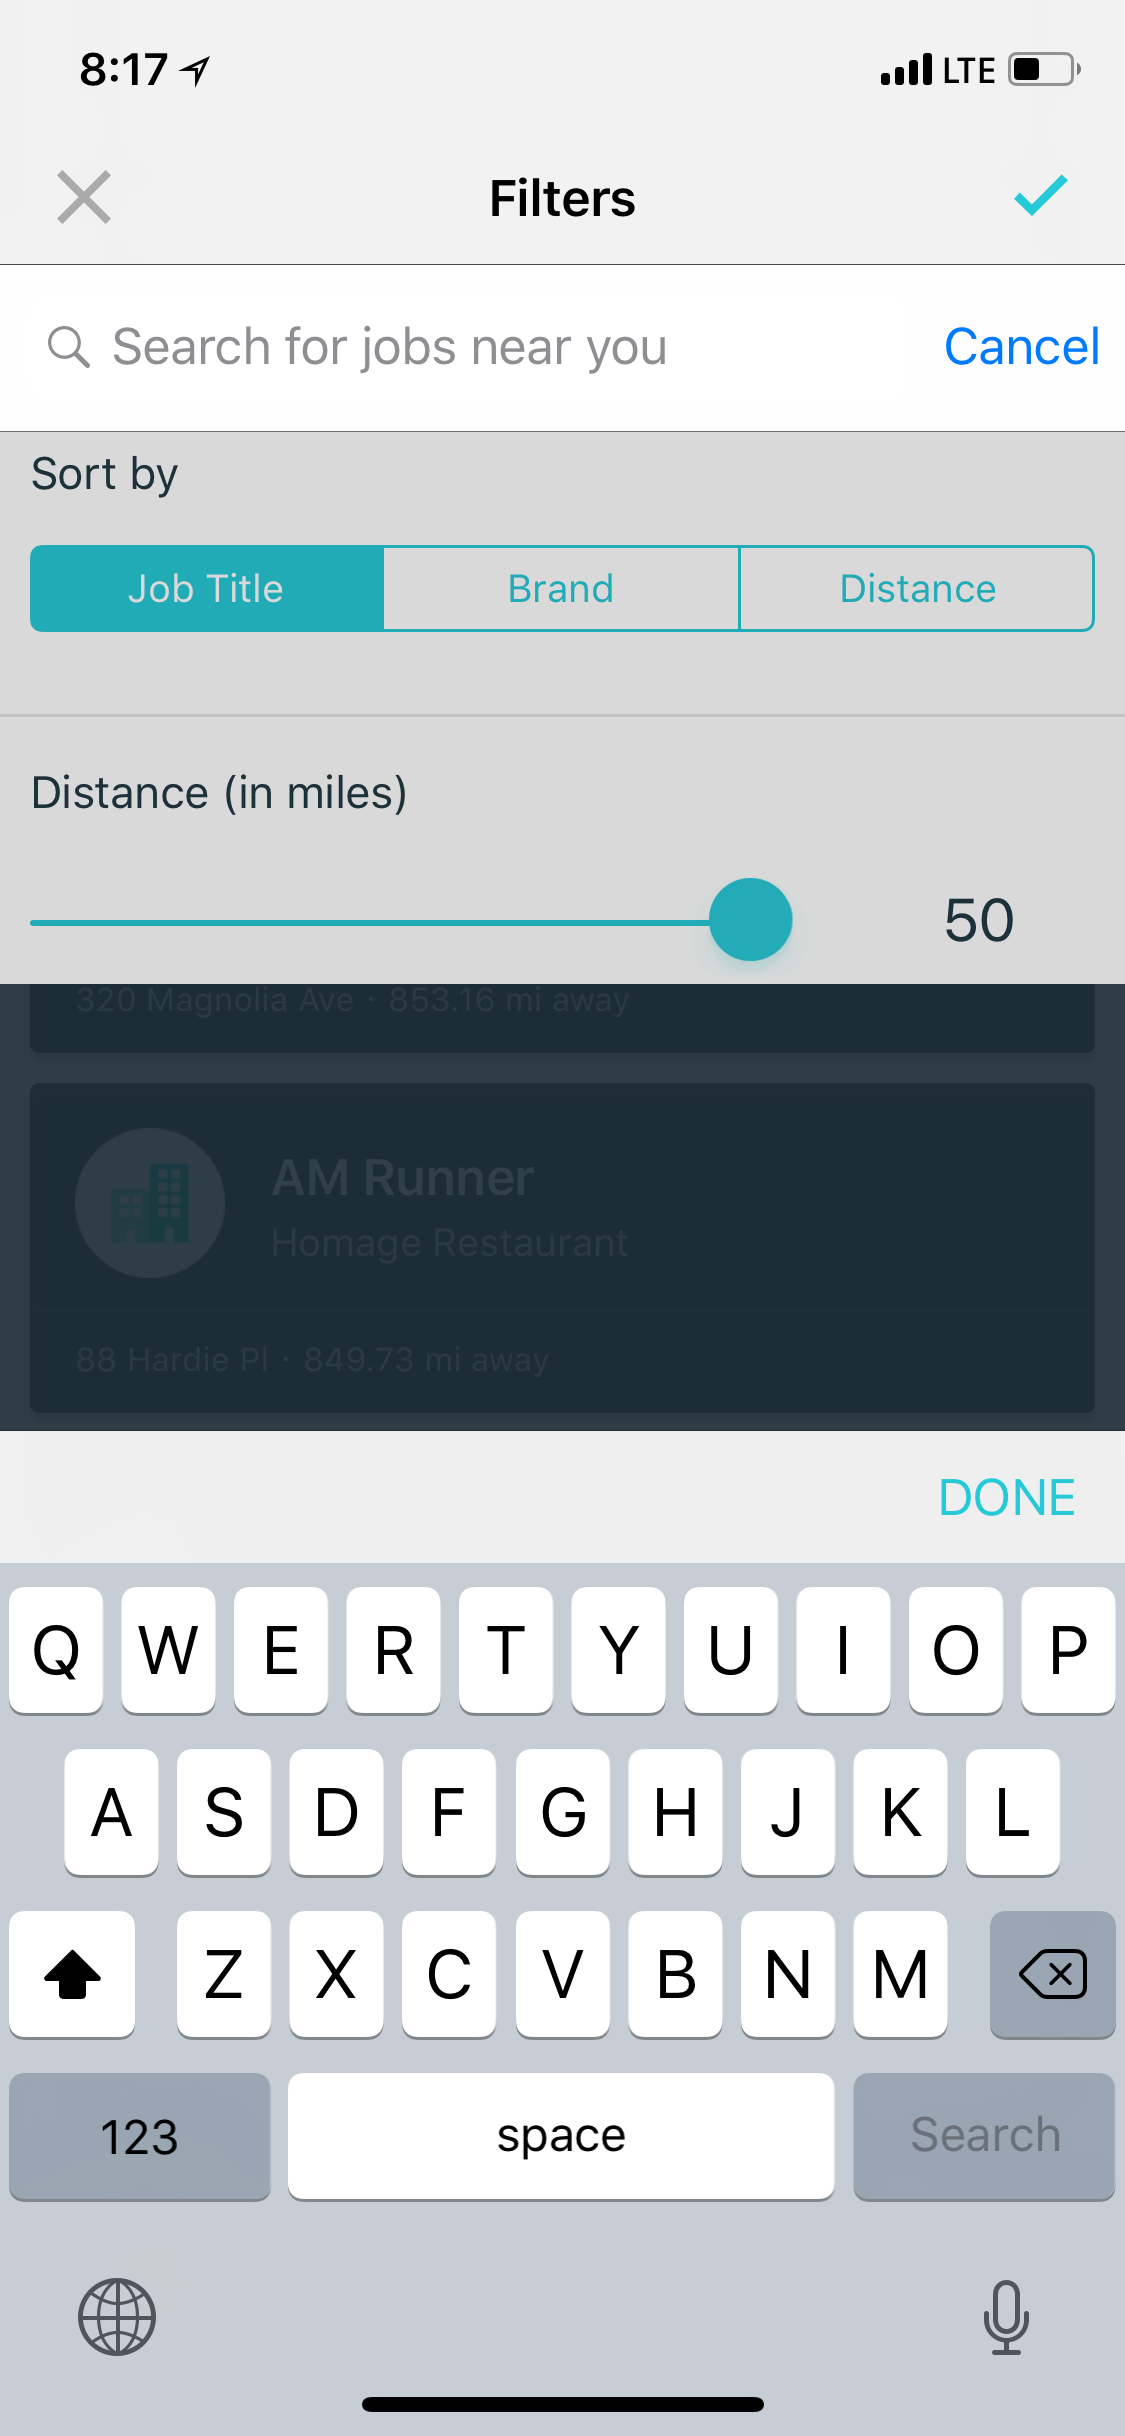 8:17 LTE
Filters
Search for jobs near you Cancel
Sort by
Job Title Brand Distance
Distance (in miles)
50
320 Magnolia Ave · 853.16 mi away
AM Runner
Homage Restaurant
88 Hardie Pl · 849.73 mi away
DONE
Q W E R T Y U I O P
A S D F G H J K L
Z X C V B N M
123 space Search